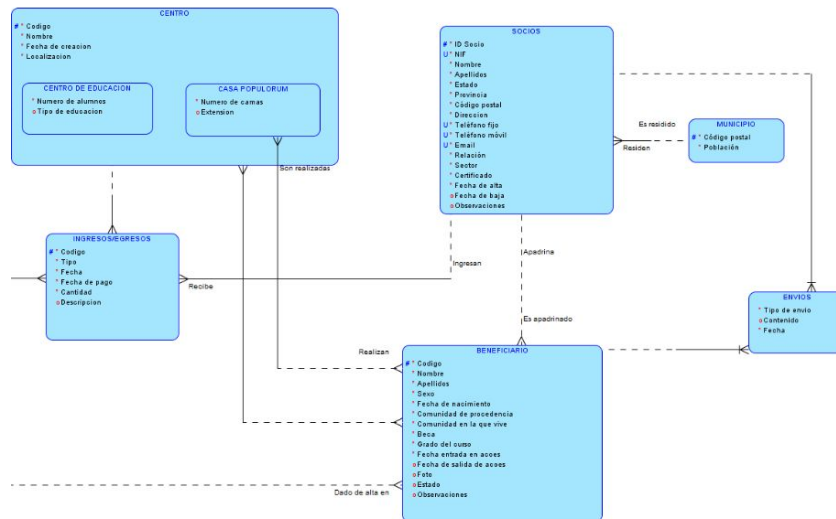 CENTRO
# * Codigo
* Nombre
* Fecha de creacion
* Localizacion
CENTRO DE EDUCACIÓN
* Numero de alumnos
o Tipo de educacion
CASA POPULORUM
* Numero de camas
o Extension
SOCIOS
# * ID Socio
U * NIF
* Nombre
* Apellidos
* Estado
* Provincia
* Código postal
* Direccion
U * Teléfono fijo
U * Teléfono móvil
U * Email
* Relación
* Sector
* Certificado
* Fecha de alta
o Fecha de baja
o Observaciones
Es residido
Residen
MUNICIPIO
# * Código postal
* Población
Son realizadas
INGRESOS/EGRESOS
# * Codigo
* Tipo
* Fecha
* Fecha de pago
* Cantidad
o Descripcion
Recibe
Ingresan
Apadrina
Es apadrinado
ENVIOS
* Tipo de envio
o Contenido
* Fecha
Realizan
BENEFICIARIO
# * Codigo
* Nombre
* Apellidos
* Sexo
* Fecha de nacimiento
* Comunidad de procedencia
* Comunidad en la que vive
* Beca
* Grado del curso
* Fecha entrada en acoes
o Fecha de salida de acoes
o Foto
o Estado
o Observaciones
Dado de alta en